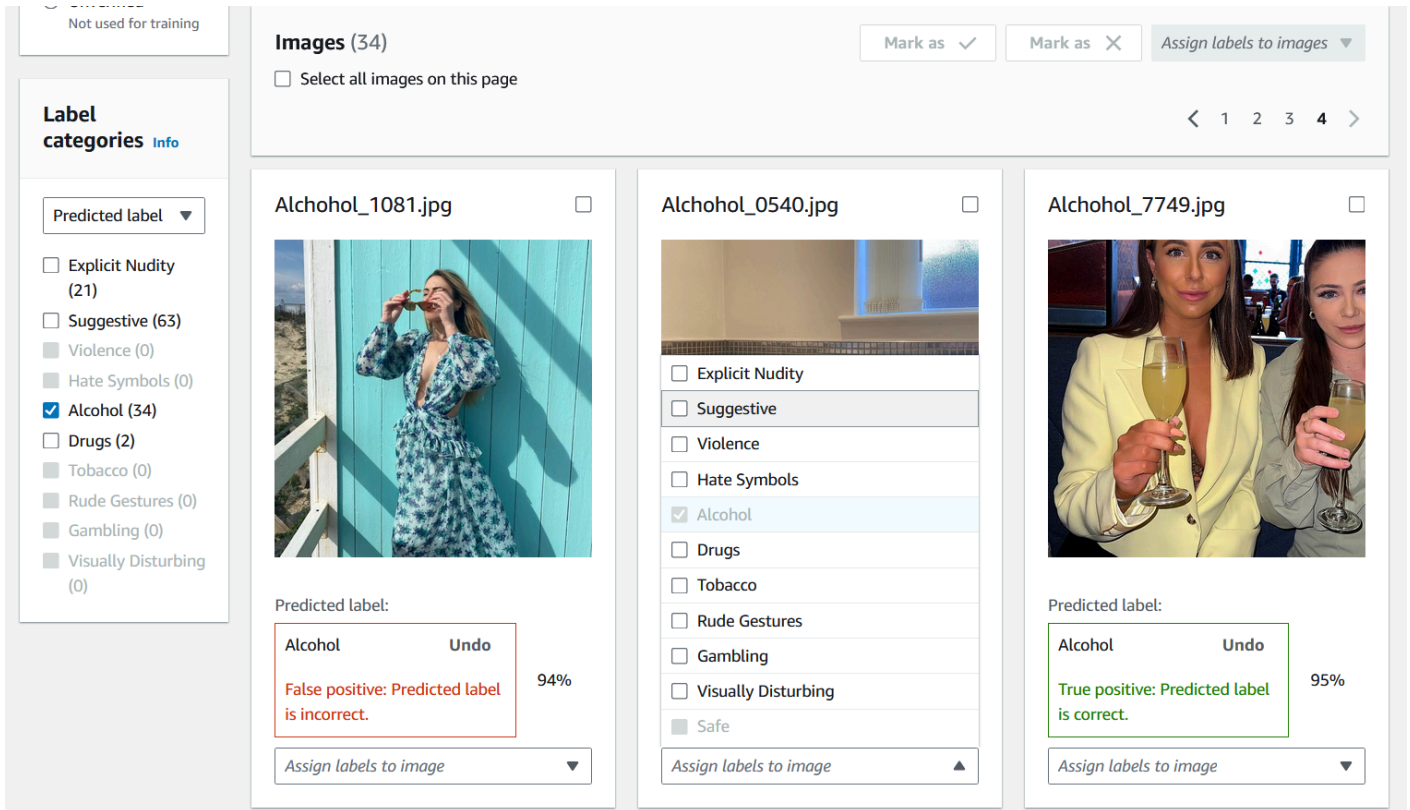 Not used for training
Images (34)
Mark as
Mark as
Assign labels to images
Select all images on this page
1 2 3 4
Label
categories Info
Predicted label
Explicit Nudity
(21)
Suggestive (63)
Violence (0)
Hate Symbols (0)
Alcohol (34)
Drugs (2)
Tobacco (0)
Rude Gestures (0)
Gambling (0)
Visually Disturbing
(0)
Alchohol_1081.jpg
Predicted label:
Alcohol Undo
False positive: Predicted label
is incorrect.
94%
Assign labels to image
Alchohol_0540.jpg
Explicit Nudity
Suggestive
Violence
Hate Symbols
Alcohol
Drugs
Tobacco
Rude Gestures
Gambling
Visually Disturbing
Safe
Assign labels to image
Alchohol_7749.jpg
Predicted label:
Alcohol Undo
True positive: Predicted label
is correct.
95%
Assign labels to image